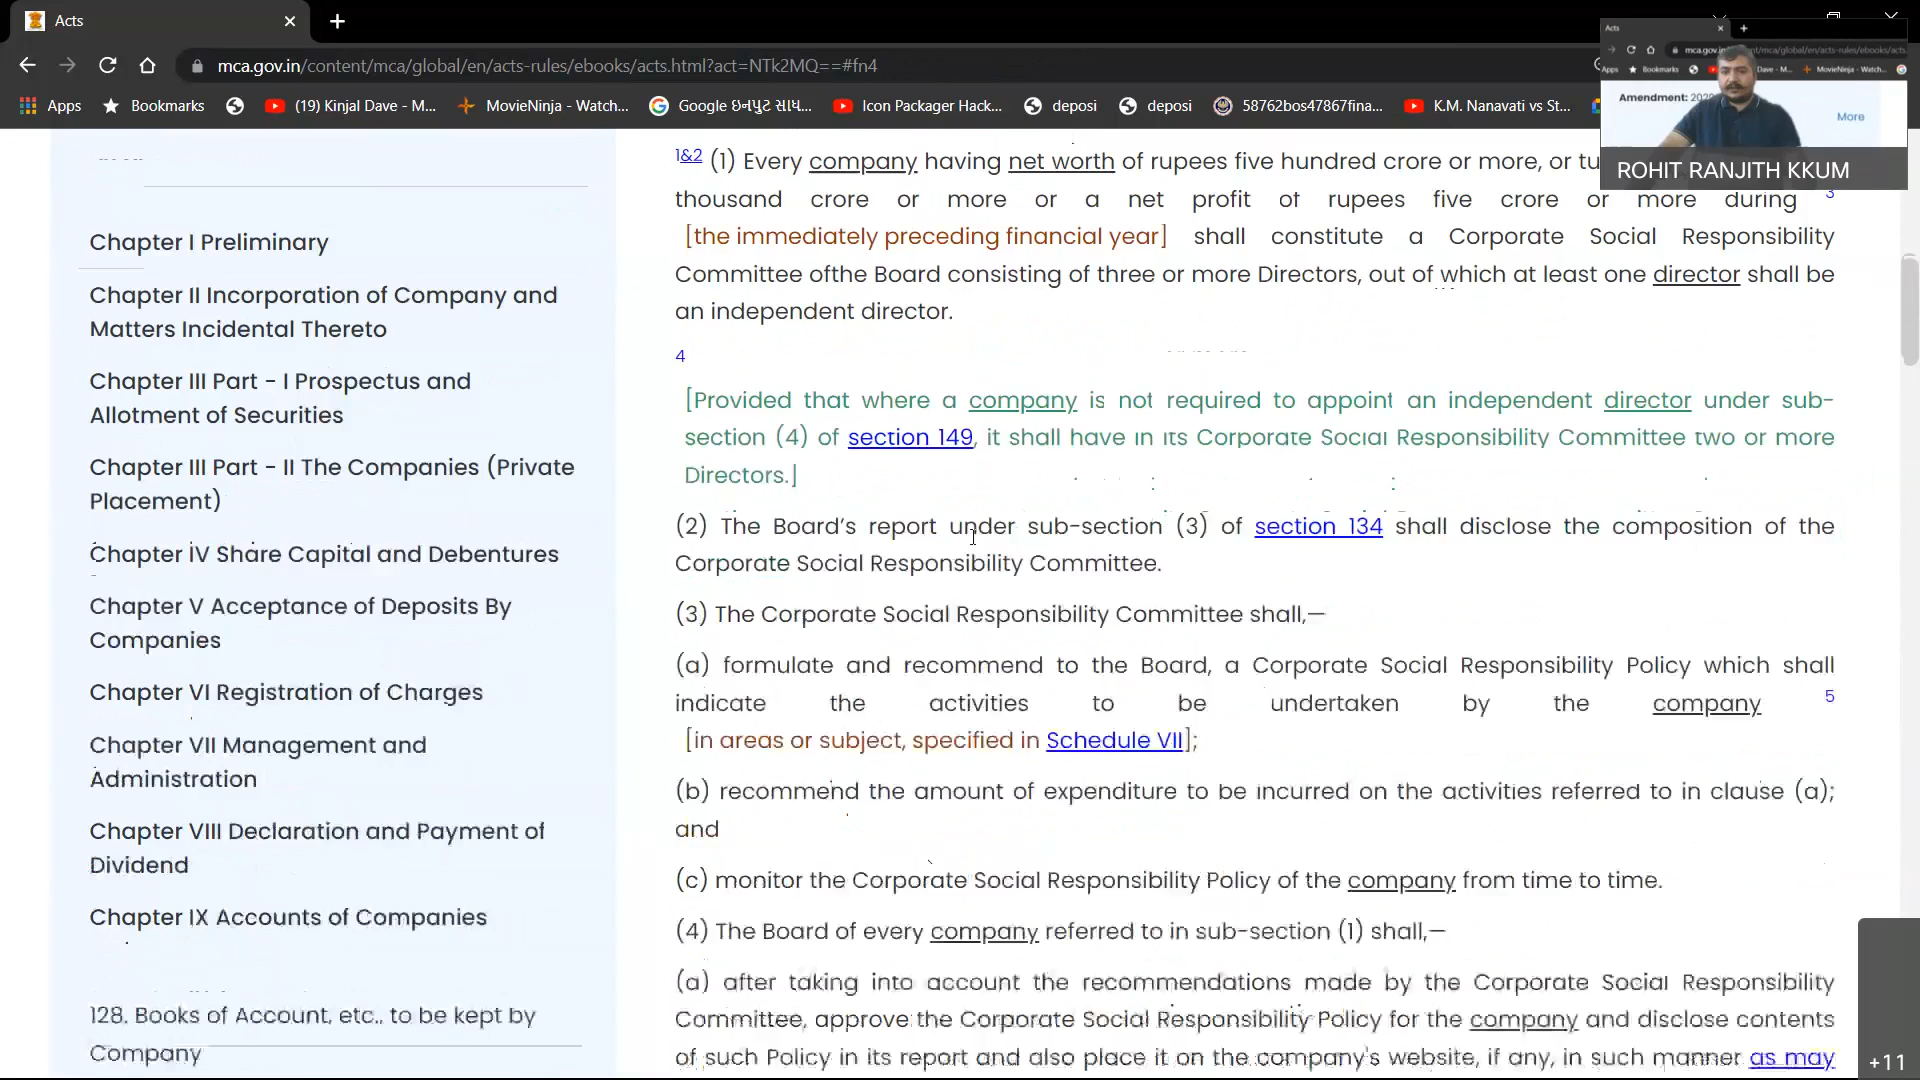 Acts
mca.gov.in/content/mca/global/en/acts-rules/ebooks/acts.html?act=NTk2MQ==#fn4
Apps
Bookmarks
(19) Kinjal Dave - M...
MovieNinja - Watch...
Google ઇનપુટ સાધ...
Icon Packager Hack...
deposi
deposi
58762bos47867fina...
K.M. Nanavati vs St...
Acts
Bookmarks
Dave - M...
MovieNinja - Watch...
Amendment:
More
ROHIT RANJITH KKUM
Chapter I Preliminary
Chapter II Incorporation of Company and
Matters Incidental Thereto
Chapter III Part - I Prospectus and
Allotment of Securities
Chapter III Part - II The Companies (Private
Placement)
Chapter IV Share Capital and Debentures
Chapter V Acceptance of Deposits By
Companies
Chapter VI Registration of Charges
Chapter VII Management and
Administration
Chapter VIII Declaration and Payment of
Dividend
Chapter IX Accounts of Companies
128. Books of Account, etc., to be kept by
Company
1&2 (1) Every company having net worth of rupees five hundred crore or more, or
thousand crore or more or a net profit of rupees five crore or more during 3
[the immediately preceding financial year] shall constitute a Corporate Social Responsibility
Committee ofthe Board consisting of three or more Directors, out of which at least one director shall be
an independent director.
4
[Provided that where a company is not required to appoint an independent director under sub-
section (4) of section 149, it shall have in its Corporate Social Responsibility Committee two or more
Directors.]
(2) The Board's report under sub-section (3) of section 134 shall disclose the composition of the
Corporate Social Responsibility Committee.
(3) The Corporate Social Responsibility Committee shall,—
(a) formulate and recommend to the Board, a Corporate Social Responsibility Policy which shall
indicate the activities to be undertaken by the company 5
[in areas or subject, specified in Schedule VII];
(b) recommend the amount of expenditure to be incurred on the activities referred to in clause (a);
and
(c) monitor the Corporate Social Responsibility Policy of the company from time to time.
(4) The Board of every company referred to in sub-section (1) shall,—
(a) after taking into account the recommendations made by the Corporate Social Responsibility
Committee, approve the Corporate Social Responsibility Policy for the company and disclose contents
of such Policy in its report and also place it on the company's website, if any, in such manner as may
+11